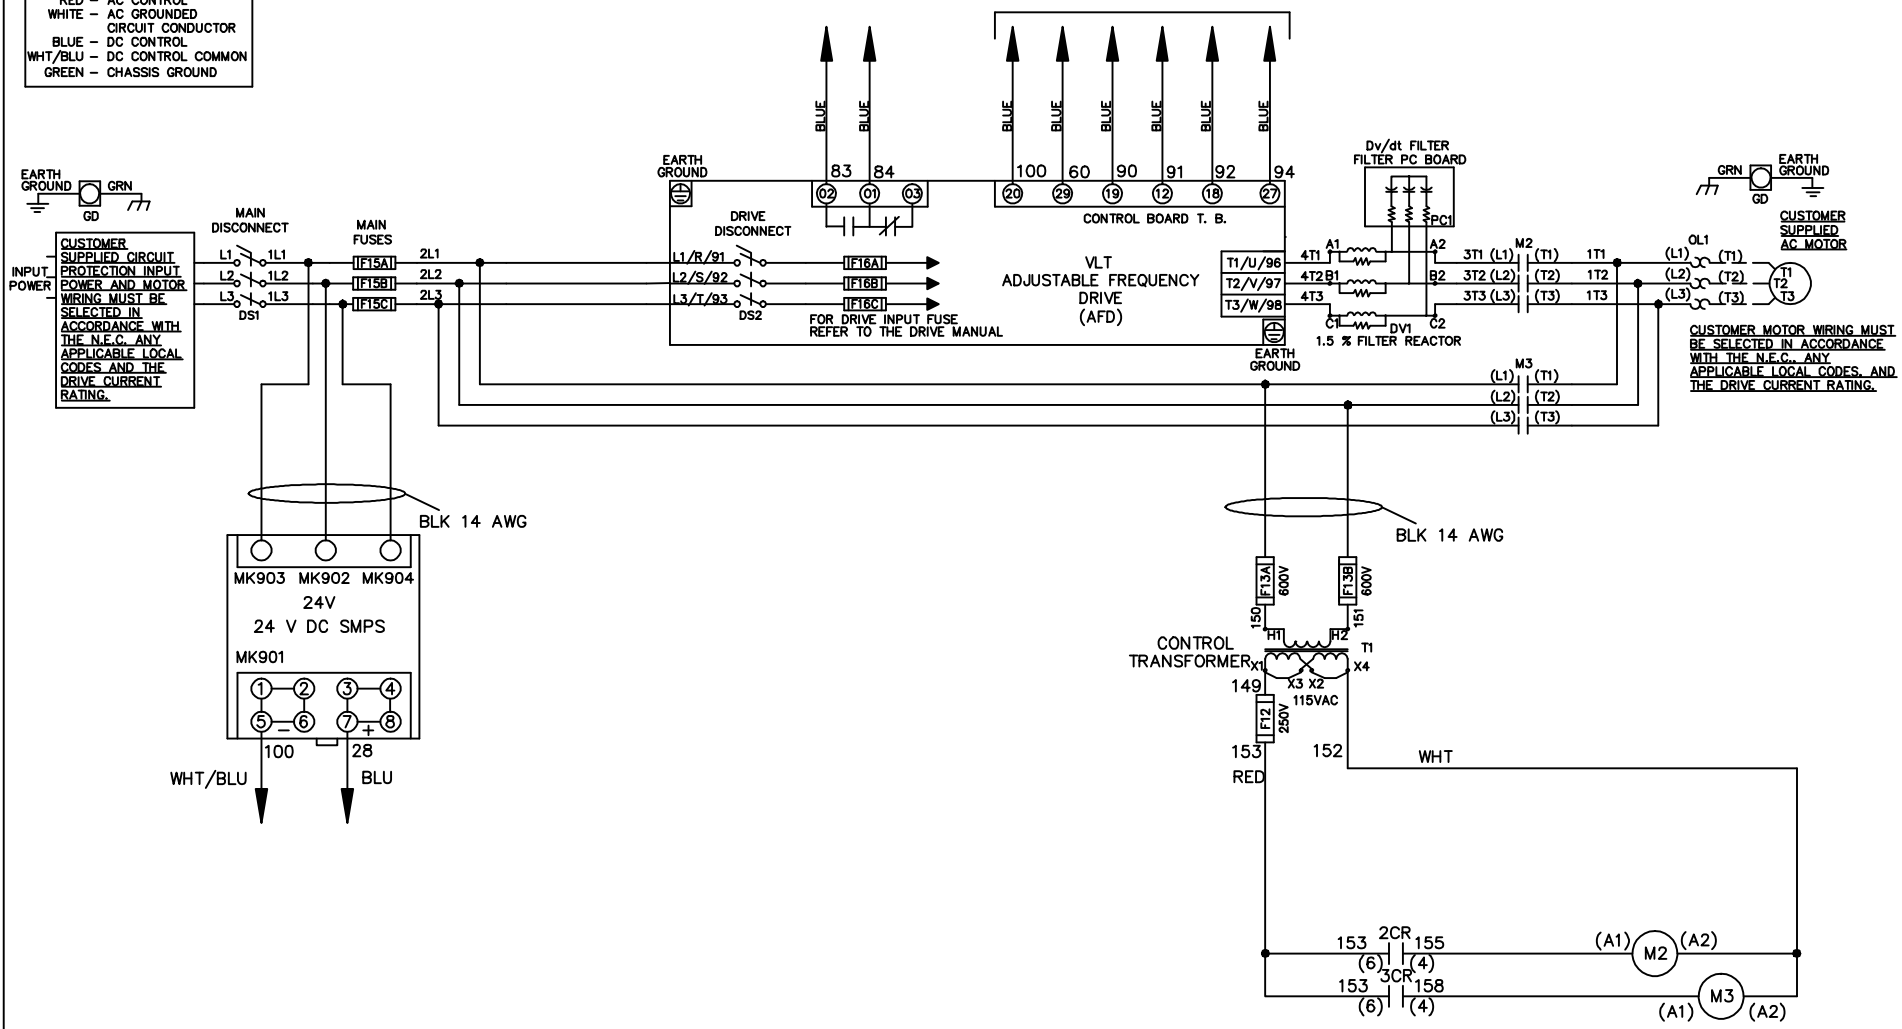 RED – AC CONTROL
WHITE – AC GROUNDED
CIRCUIT CONDUCTOR
BLUE – DC CONTROL
WHT/BLU – DC CONTROL COMMON
GREEN – CHASSIS GROUND
BLUE
BLUE
BLUE
BLUE
BLUE
BLUE
BLUE
BLUE
EARTH
GROUND
GRN
GD
MAIN
DISCONNECT
MAIN
FUSES
CUSTOMER
SUPPLIED CIRCUIT
PROTECTION INPUT
POWER AND MOTOR
WIRING MUST BE
SELECTED IN
ACCORDANCE WITH
THE N.E.C. ANY
APPLICABLE LOCAL
CODES AND THE
DRIVE CURRENT
RATING.
INPUT
POWER
L1 1L1
L2 1L2
L3 1L3
DS1
F15A
F15B
F15C
2L1
2L2
2L3
EARTH
GROUND
83 84
02 01 03
100 60 90 91 92 94
20 29 19 12 18 27
CONTROL BOARD T. B.
DRIVE
DISCONNECT
L1/R/91
L2/S/92
L3/T/93
DS2
F16A
F16B
F16C
FOR DRIVE INPUT FUSE
REFER TO THE DRIVE MANUAL
VLT
ADJUSTABLE FREQUENCY
DRIVE
(AFD)
T1/U/96
T2/V/97
T3/W/98
EARTH
GROUND
4T1
4T2
4T3
A1 A2
B1 B2
C1 C2
DV1
1.5 % FILTER REACTOR
Dv/dt FILTER
FILTER PC BOARD
PC1
3T1 (L1) M2 (T1) 1T1
3T2 (L2) (T2) 1T2
3T3 (L3) (T3) 1T3
OL1
(L1) (T1)
(L2) (T2)
(L3) (T3)
T1
T2
T3
GRN
EARTH
GROUND
GD
CUSTOMER
SUPPLIED
AC MOTOR
CUSTOMER MOTOR WIRING MUST
BE SELECTED IN ACCORDANCE
WITH THE N.E.C., ANY
APPLICABLE LOCAL CODES, AND
THE DRIVE CURRENT RATING.
M3
(L1) (T1)
(L2) (T2)
(L3) (T3)
BLK 14 AWG
MK903 MK902 MK904
24V
24 V DC SMPS
MK901
1 2 3 4
5 6 7 8
– +
100 28
WHT/BLU BLU
BLK 14 AWG
F13A
600V
F13B
600V
150
151
H1 H2
T1
CONTROL
TRANSFORMER
X1 X4
X3 X2
115VAC
149
F12
250V
153 152
RED
WHT
153 2CR 155
(6) (4)
(A1) M2 (A2)
153 3CR 158
(6) (4)
(A1) M3 (A2)